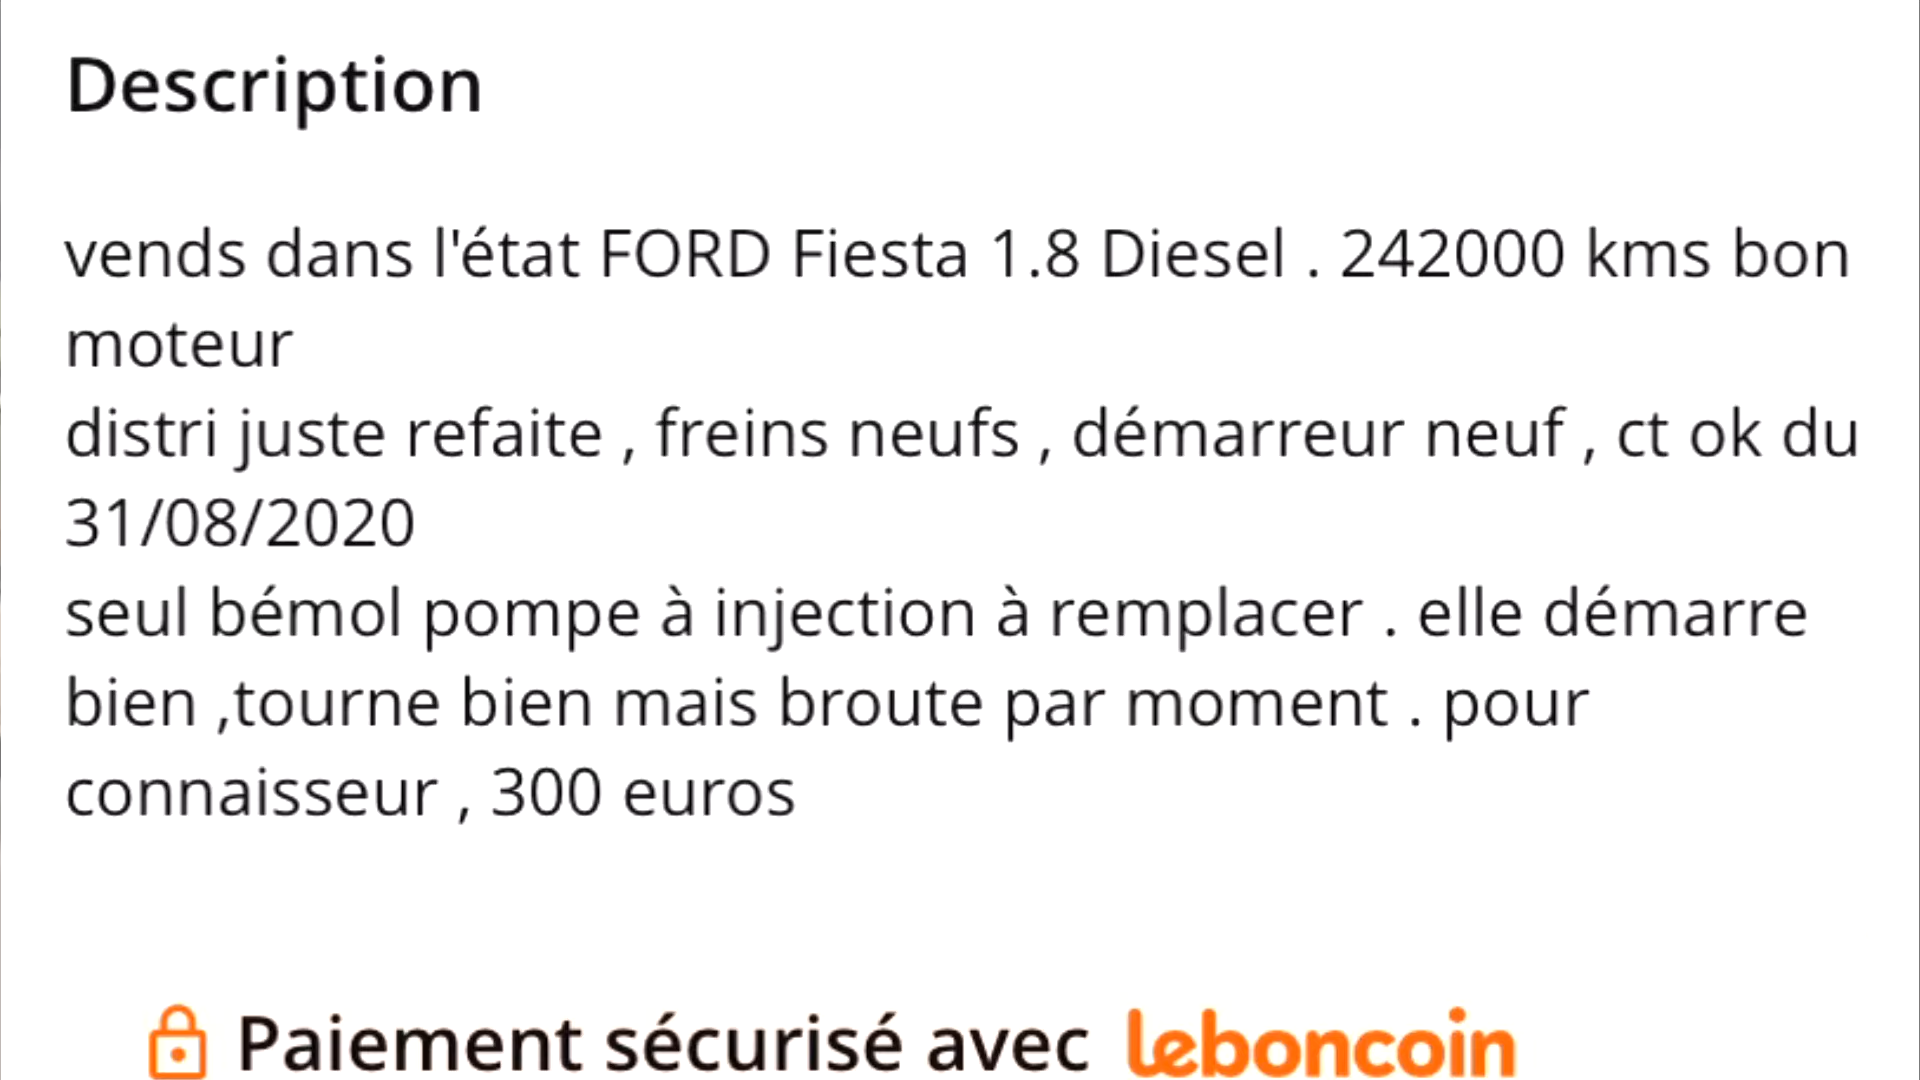 Description
vends dans l'état FORD Fiesta 1.8 Diesel . 242000 kms bon
moteur
distri juste refaite , freins neufs , démarreur neuf , ct ok du
31/08/2020
seul bémol pompe à injection à remplacer . elle démarre
bien ,tourne bien mais broute par moment . pour
connaisseur , 300 euros
Paiement sécurisé avec leboncoin